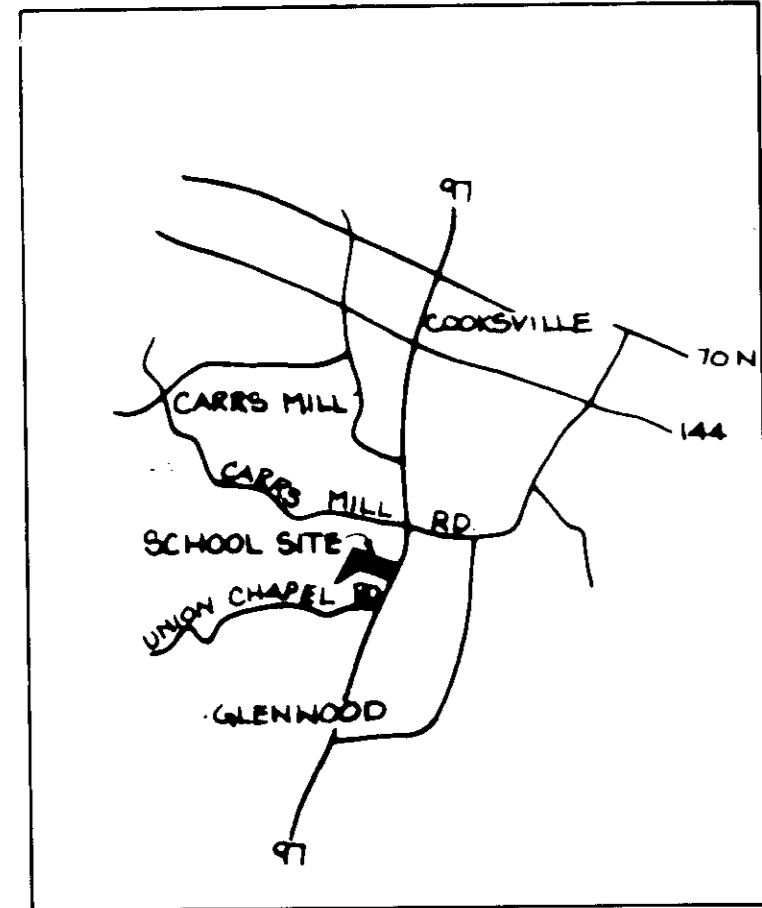 97
COOKSVILLE
70 N
CARRS MILL
144
CARRS MILL RD.
SCHOOL SITE
UNION CHAPEL RD
GLENWOOD
97